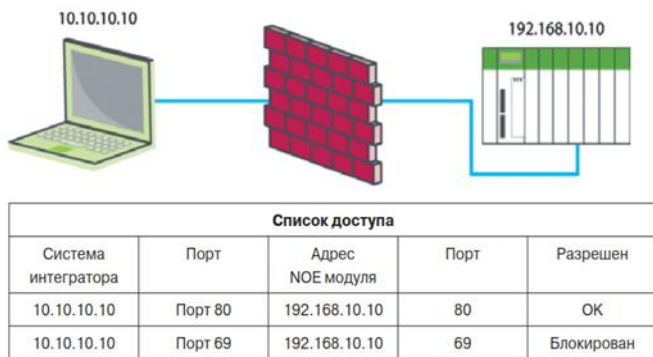 10.10.10.10
192.168.10.10
Список доступа
Система интегратора Порт Адрес NOE модуля Порт Разрешен
10.10.10.10 Порт 80 192.168.10.10 80 OK
10.10.10.10 Порт 69 192.168.10.10 69 Блокирован